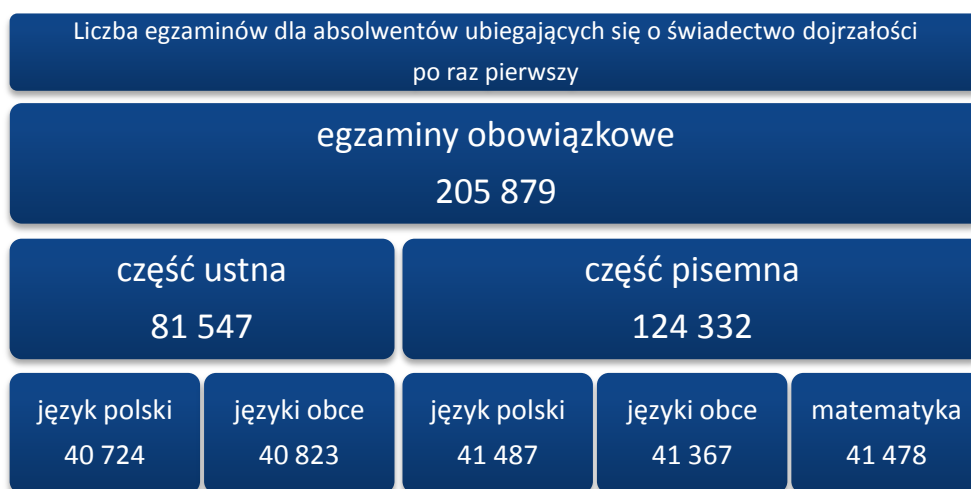 Liczba egzaminów dla absolwentów ubiegających się o świadectwo dojrzałości
po raz pierwszy
egzaminy obowiązkowe
205 879
część ustna
81 547
część pisemna
124 332
język polski
40 724
języki obce
40 823
język polski
41 487
języki obce
41 367
matematyka
41 478